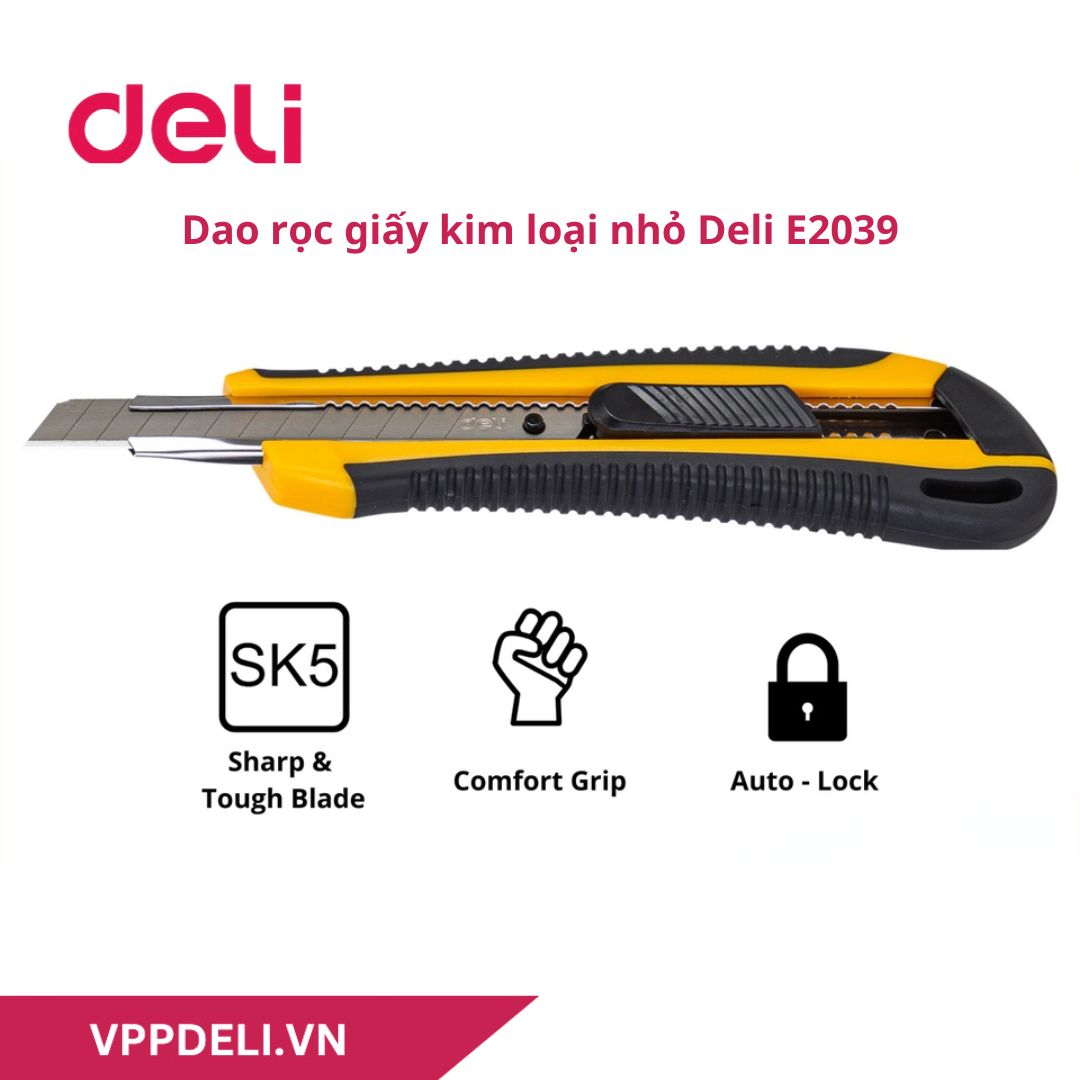 deli
Dao rọc giấy kim loại nhỏ Deli E2039
deli
SK5
Sharp &
Tough Blade
Comfort Grip
Auto - Lock
VPPDELI.VN